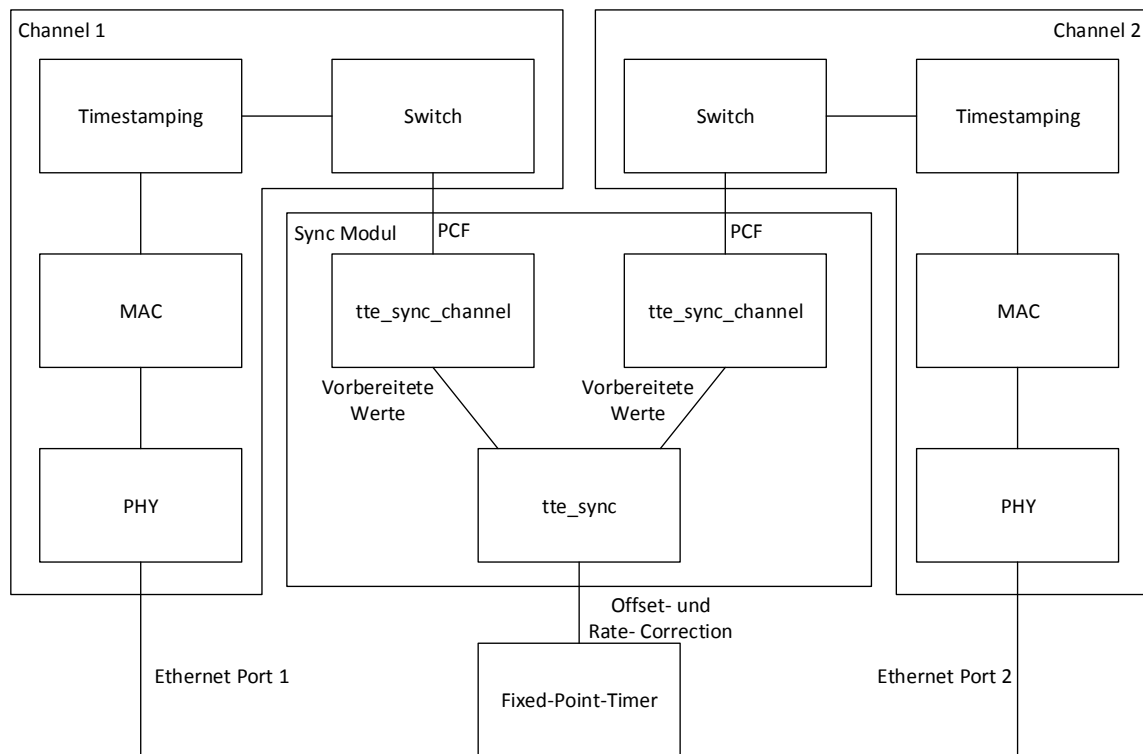 Channel 1
Channel 2
Timestamping
Switch
Switch
Timestamping
Sync Modul
PCF
PCF
MAC
tte_sync_channel
tte_sync_channel
MAC
Vorbereitete
Werte
Vorbereitete
Werte
PHY
tte_sync
PHY
Offset- und
Rate- Correction
Ethernet Port 1
Fixed-Point-Timer
Ethernet Port 2